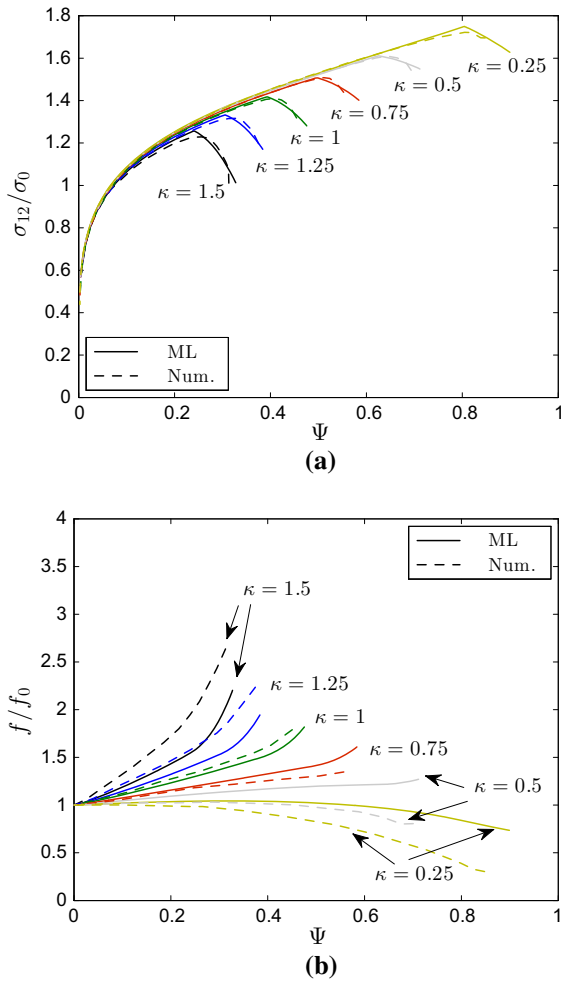 1.8
1.6
1.4
1.2
1
0.8
0.6
0.4
0.2
0
σ12/σ0
κ = 0.25
κ = 0.5
κ = 0.75
κ = 1
κ = 1.25
κ = 1.5
ML
Num.
0 0.2 0.4 0.6 0.8 1
Ψ
(a)
4
3.5
3
2.5
2
1.5
1
0.5
0
f/f0
ML
Num.
κ = 1.5
κ = 1.25
κ = 1
κ = 0.75
κ = 0.5
κ = 0.25
0 0.2 0.4 0.6 0.8 1
Ψ
(b)